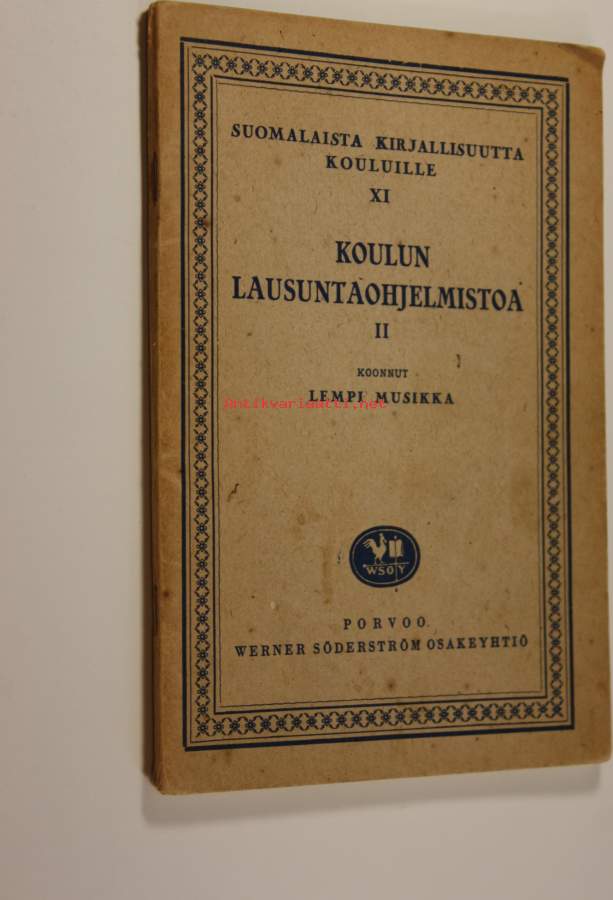 SUOMALAISTA KIRJALLISUUTTA
KOULUILLE
XI
KOULUN
LAUSUNTAOHJELMISTOA
II
KOONNUT
LEMPI MUSIKKA
Antikvariaatti.net
WSOY
PORVOO
WERNER SÖDERSTRÖM OSAKEYHTIÖ